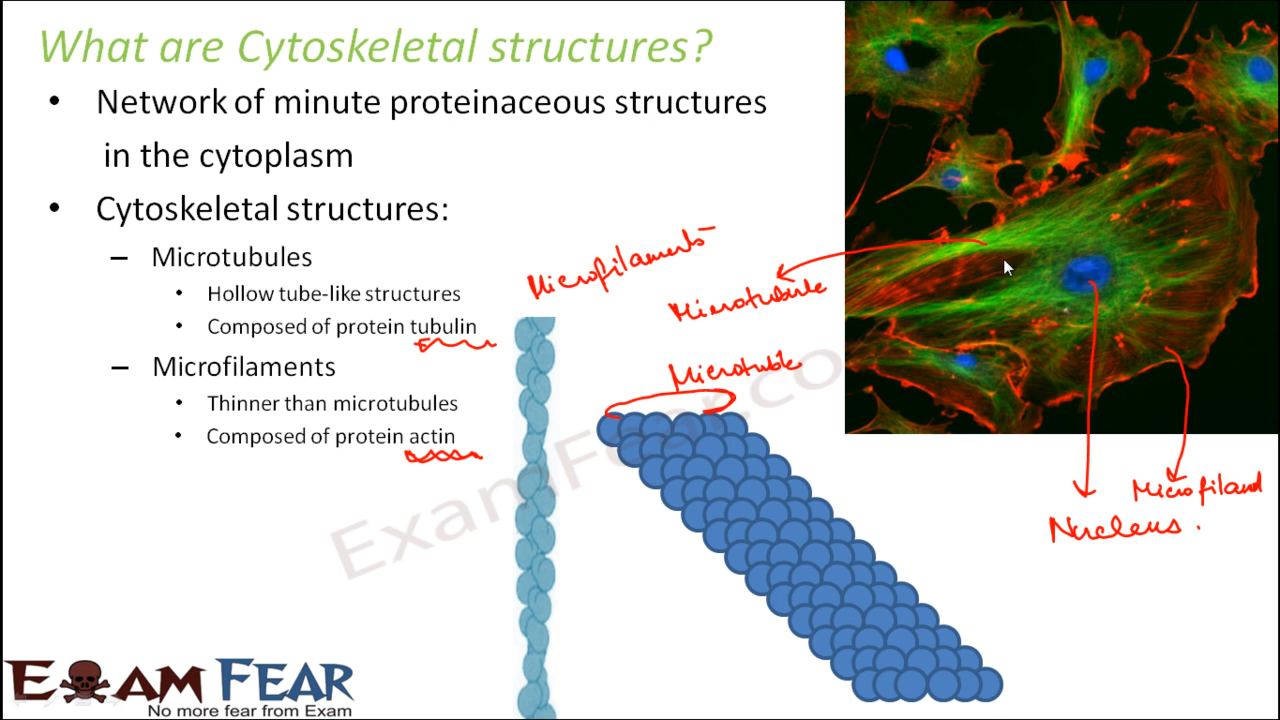 What are Cytoskeletal structures?
• Network of minute proteinaceous structures
in the cytoplasm
• Cytoskeletal structures:
– Microtubules
• Hollow tube-like structures
• Composed of protein tubulin
– Microfilaments
• Thinner than microtubules
• Composed of protein actin
Microfilaments
Microtubule
Microtuble
Microfilamd
Nucleus.
ExamFear.co
EXAM FEAR
No more fear from Exam